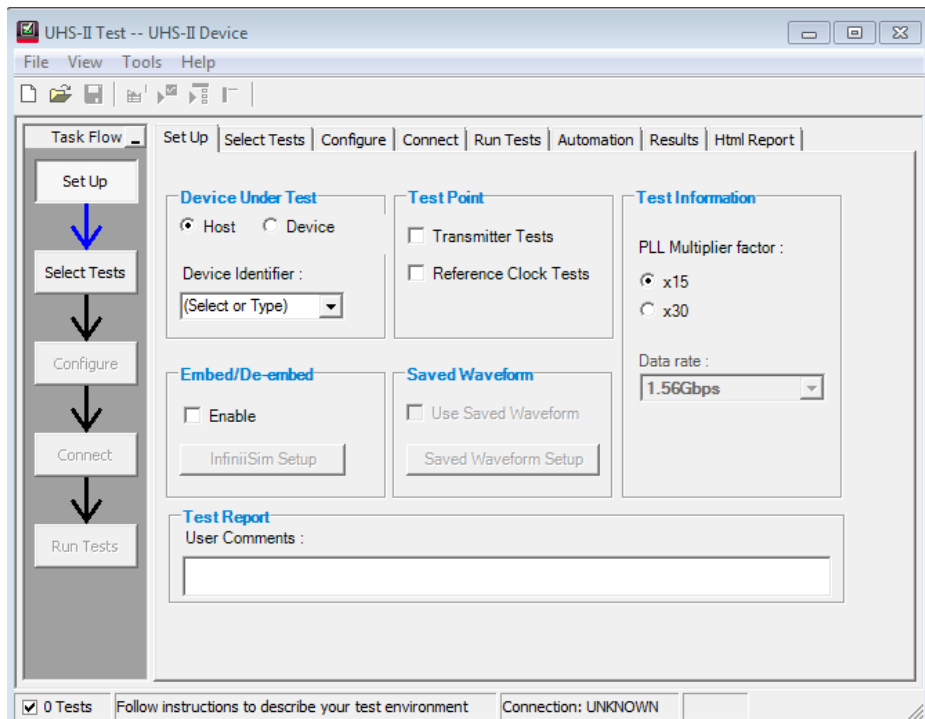 UHS-II Test -- UHS-II Device
File View Tools Help
Task Flow
Set Up
Select Tests
Configure
Connect
Run Tests
Set Up Select Tests Configure Connect Run Tests Automation Results Html Report
Device Under Test
Host Device
Device Identifier :
(Select or Type)
Test Point
Transmitter Tests
Reference Clock Tests
Test Information
PLL Multiplier factor :
x15
x30
Data rate :
1.56Gbps
Embed/De-embed
Enable
InfiniiSim Setup
Saved Waveform
Use Saved Waveform
Saved Waveform Setup
Test Report
User Comments :
0 Tests Follow instructions to describe your test environment Connection: UNKNOWN